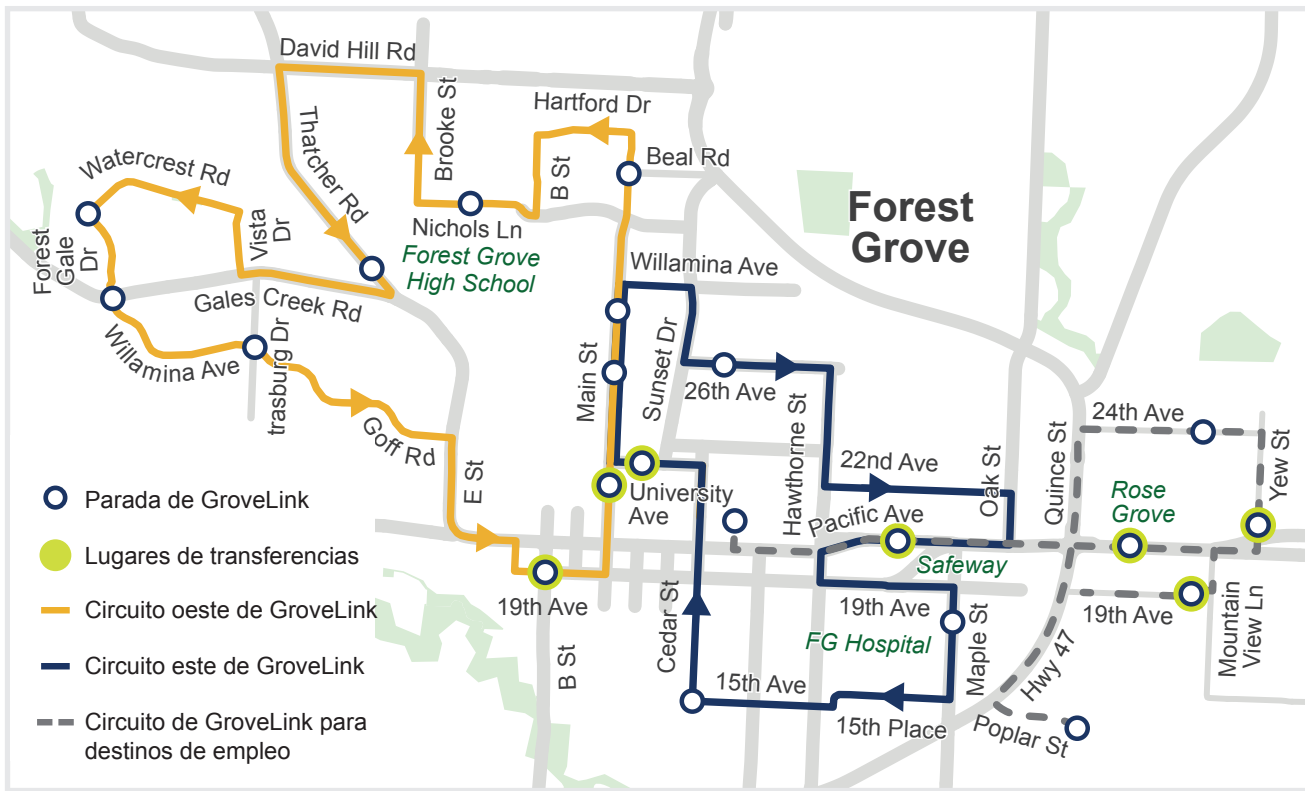 David Hill Rd
Hartford Dr
Brooke St
Thatcher Rd
B St
Beal Rd
Watercrest Rd
Vista
Dr
Forest
Gale
Dr
Nichols Ln
Forest Grove
High School
Forest
Grove
Willamina Ave
Gales Creek Rd
Willamina Ave
trasburg Dr
Main St
Sunset Dr
26th Ave
Goff Rd
E St
Hawthorne St
22nd Ave
Oak St
Quince St
24th Ave
Yew St
University
Ave
Pacific Ave
Rose
Grove
Safeway
19th Ave
Cedar St
19th Ave
FG Hospital
Maple St
19th Ave
Mountain
View Ln
Hwy 47
B St
15th Ave
15th Place
Poplar St
Parada de GroveLink
Lugares de transferencias
Circuito oeste de GroveLink
Circuito este de GroveLink
Circuito de GroveLink para
destinos de empleo